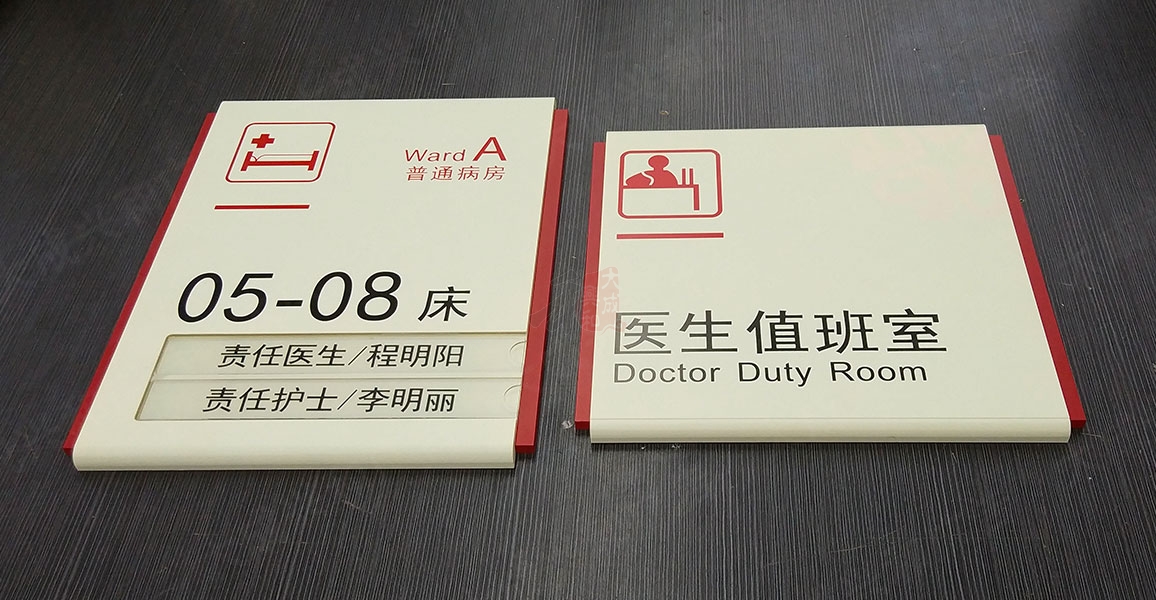 Ward A
普通病房
05-08 床
责任医生/程明阳
责任护士/李明丽
医生值班室
Doctor Duty Room